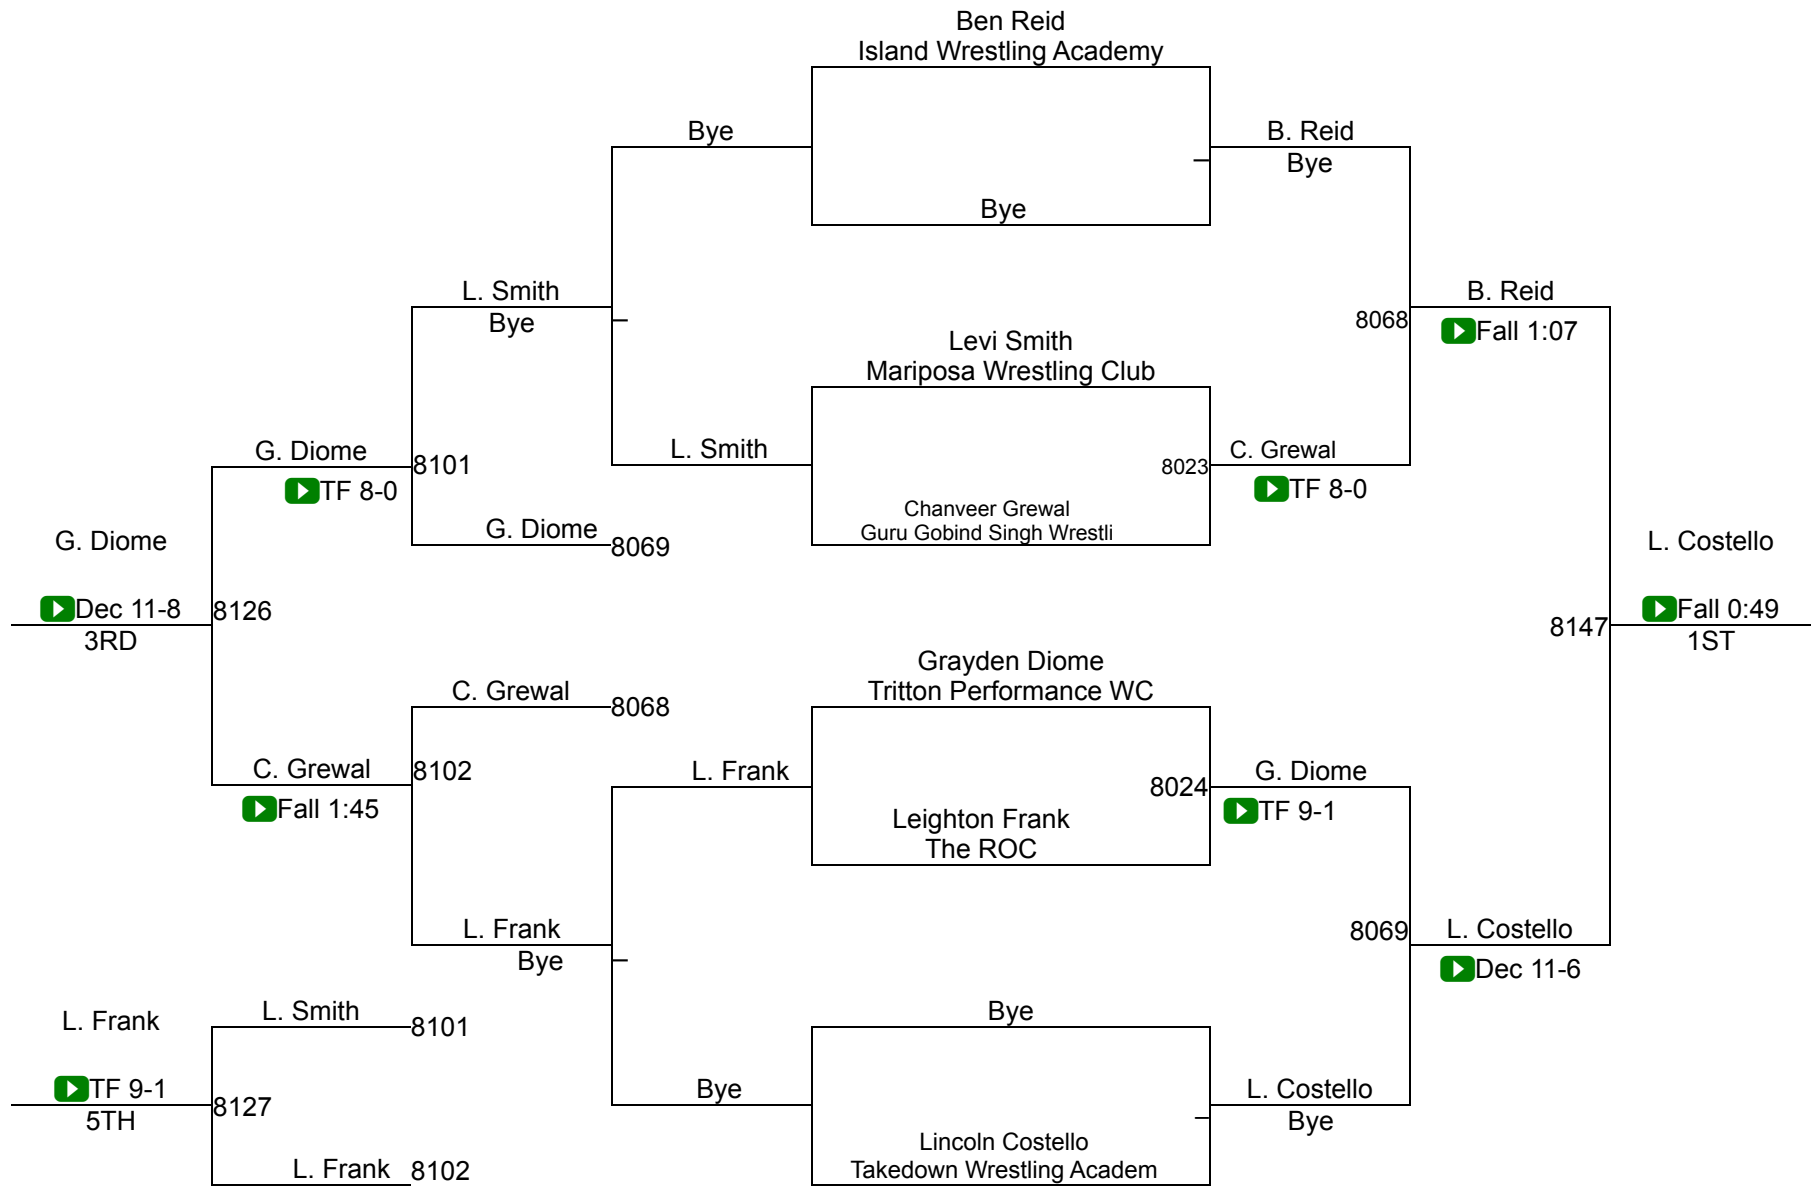 Ben Reid
Island Wrestling Academy
Bye
B. Reid
Bye
Bye
L. Smith
Bye
B. Reid
8068
Fall 1:07
Levi Smith
Mariposa Wrestling Club
G. Diome
8101
L. Smith
8023
C. Grewal
TF 8-0
TF 8-0
Chanveer Grewal
Guru Gobind Singh Wrestli
G. Diome
8069
G. Diome
L. Costello
Dec 11-8
8126
3RD
8147
Fall 0:49
1ST
Grayden Diome
Tritton Performance WC
C. Grewal
8068
C. Grewal
8102
L. Frank
8024
G. Diome
Fall 1:45
TF 9-1
Leighton Frank
The ROC
L. Frank
Bye
8069
L. Costello
Dec 11-6
L. Frank
L. Smith
8101
Bye
TF 9-1
8127
5TH
Bye
L. Costello
Bye
Lincoln Costello
Takedown Wrestling Academ
L. Frank
8102